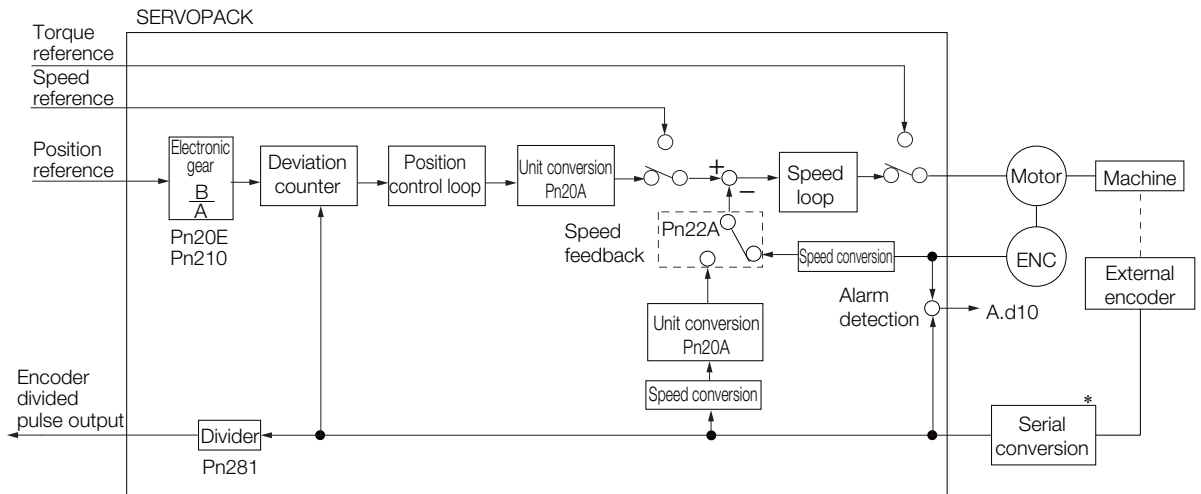 SERVOPACK
Torque
reference
Speed
reference
Position
reference
Electronic
gear
B
A
Pn20E
Pn210
Deviation
counter
Position
control loop
Unit conversion
Pn20A
+
−
Speed
loop
Motor
Machine
Speed
feedback
Pn22A
Speed conversion
ENC
External
encoder
Alarm
detection
A.d10
Unit conversion
Pn20A
Speed conversion
Encoder
divided
pulse output
Divider
Pn281
*
Serial
conversion